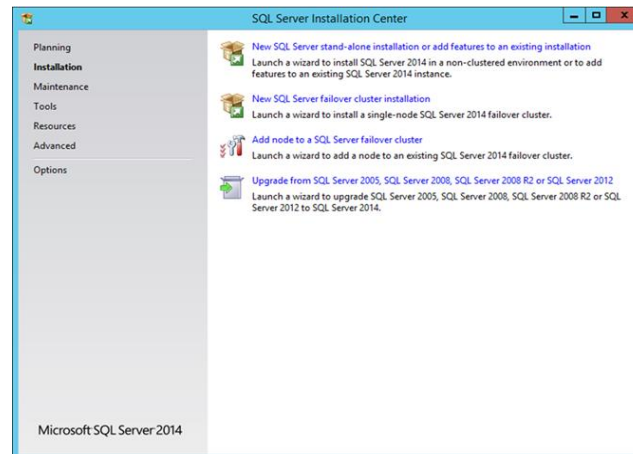 SQL Server Installation Center
Planning
Installation
Maintenance
Tools
Resources
Advanced
Options
New SQL Server stand-alone installation or add features to an existing installation
Launch a wizard to install SQL Server 2014 in a non-clustered environment or to add
features to an existing SQL Server 2014 instance.
New SQL Server failover cluster installation
Launch a wizard to install a single-node SQL Server 2014 failover cluster.
Add node to a SQL Server failover cluster
Launch a wizard to add a node to an existing SQL Server 2014 failover cluster.
Upgrade from SQL Server 2005, SQL Server 2008, SQL Server 2008 R2 or SQL Server 2012
Launch a wizard to upgrade SQL Server 2005, SQL Server 2008, SQL Server 2008 R2 or SQL
Server 2012 to SQL Server 2014.
Microsoft SQL Server 2014